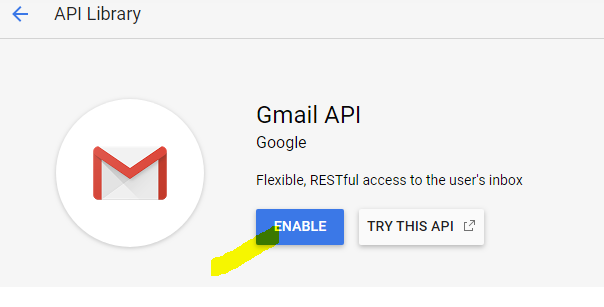 API Library
Gmail API
Google
Flexible, RESTful access to the user's inbox
ENABLE
TRY THIS API